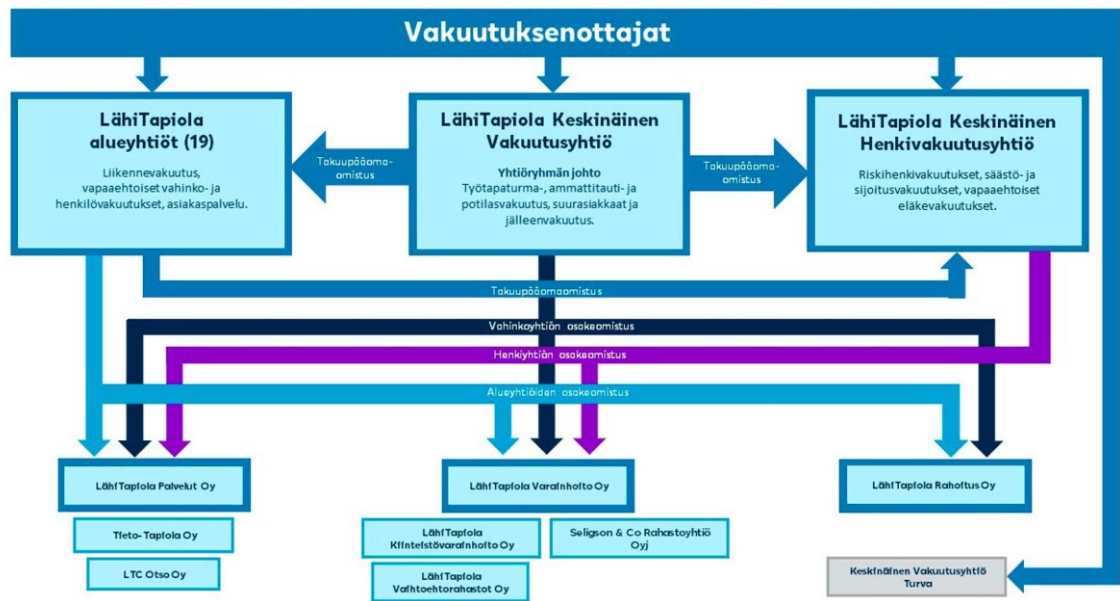 Vakuutuksenottajat
LähiTapiola
alueyhtiöt (19)
Liikennevakuutus,
vapaaehtoiset vahinko- ja
henkilövakuutukset, asiakaspalvelu.
Takuupääoma-
omistus
LähiTapiola Keskinäinen
Vakuutusyhtiö
Yhtiöryhmän johto
Työtapaturma-, ammattitauti- ja
potilasvakuutus, suurasiakkaat ja
jälleenvakuutus.
Takuupääoma-
omistus
LähiTapiola Keskinäinen
Henkivakuutusyhtiö
Riskihenkivakuutukset, säästö- ja
sijoitusvakuutukset, vapaaehtoiset
eläkevakuutukset.
Takuupääomaomistus
Vahinkoyhtiön osakeomistus
Henkiyhtiön osakeomistus
Alueyhtiöiden osakeomistus
LähiTapiola Palvelut Oy
LähiTapiola Varainhoito Oy
LähiTapiola Rahoitus Oy
Tieto-Tapiola Oy
LTC Otso Oy
LähiTapiola
Kiinteistövarainhoito Oy
Seligson & Co Rahastoyhtiö
Oyj
LähiTapiola
Vaihtoehtorahastot Oy
Keskinäinen Vakuutusyhtiö
Turva